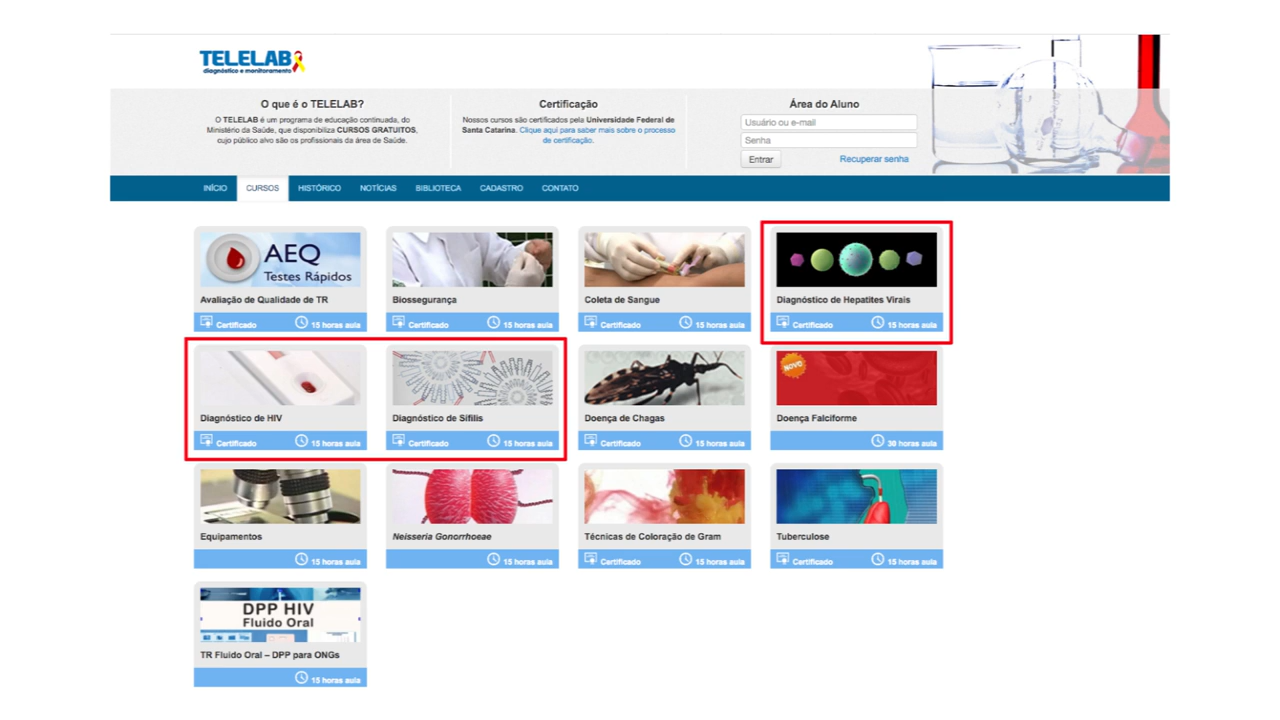 TELELAB
diagnóstico e monitoramento
O que é o TELELAB?
O TELELAB é um programa de educação continuada, do
Ministério da Saúde, que disponibiliza CURSOS GRATUITOS,
cujo público alvo são os profissionais da área de Saúde.
Certificação
Nossos cursos são certificados pela Universidade Federal de
Santa Catarina. Clique aqui para saber mais sobre o processo
de certificação.
Área do Aluno
Usuário ou e-mail
Senha
Entrar
Recuperar senha
INÍCIO CURSOS HISTÓRICO NOTÍCIAS BIBLIOTECA CADASTRO CONTATO
AEQ
Testes Rápidos
Avaliação de Qualidade de TR
Certificado 15 horas aula
Biossegurança
Certificado 15 horas aula
Coleta de Sangue
Certificado 15 horas aula
Diagnóstico de Hepatites Virais
Certificado 15 horas aula
Diagnóstico de HIV
Certificado 15 horas aula
Diagnóstico de Sífilis
Certificado 15 horas aula
Doença de Chagas
Certificado 15 horas aula
NOVO
Doença Falciforme
30 horas aula
Equipamentos
15 horas aula
Neisseria Gonorrhoeae
15 horas aula
Técnicas de Coloração de Gram
Certificado 15 horas aula
Tuberculose
Certificado 15 horas aula
DPP HIV
Fluido Oral
TR Fluido Oral – DPP para ONGs
15 horas aula